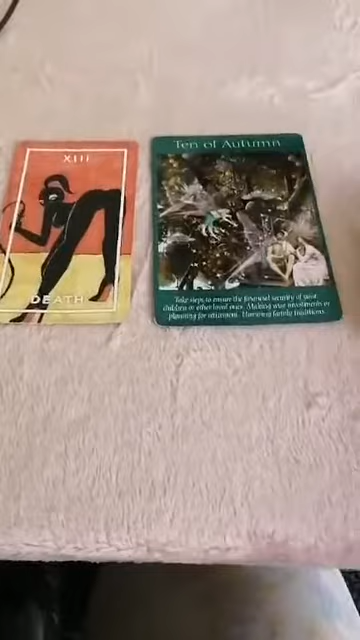 XIII
DEATH
Ten of Autumn
Take steps to ensure the financial security of your
children or other loved ones. Making wise investments or
planning for retirement. Honoring family traditions.